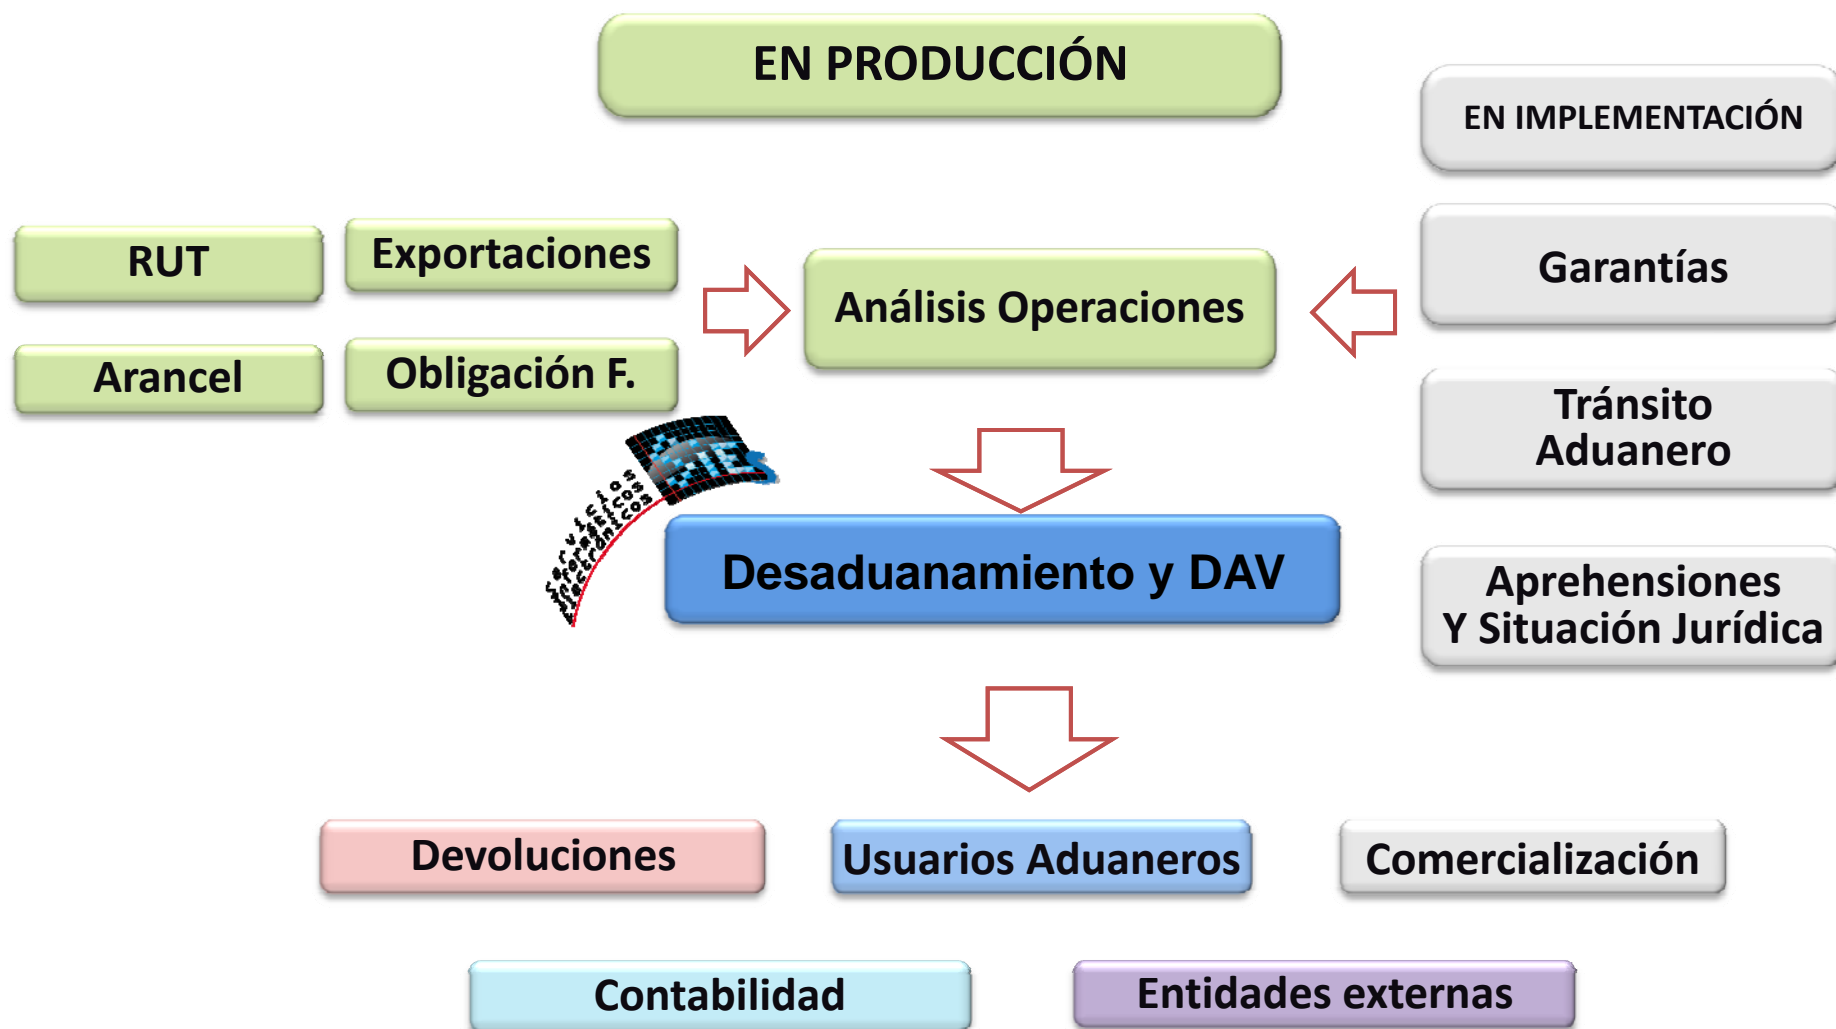 EN PRODUCCIÓN
EN IMPLEMENTACIÓN
RUT
Exportaciones
Arancel
Obligación F.
Análisis Operaciones
Garantías
Tránsito
Aduanero
Aprehensiones
Y Situación Jurídica
Desaduanamiento y DAV
Devoluciones
Usuarios Aduaneros
Comercialización
Contabilidad
Entidades externas